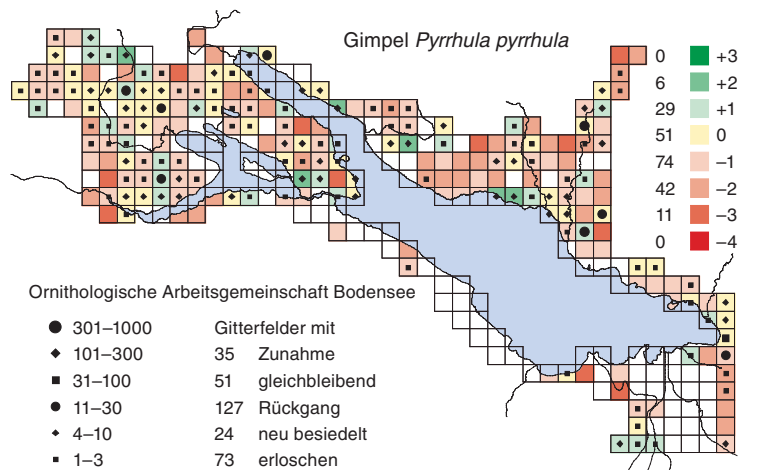 Gimpel Pyrrhula pyrrhula
0 +3
6 +2
29 +1
51 0
74 –1
42 –2
11 –3
0 –4
Ornithologische Arbeitsgemeinschaft Bodensee
301–1000 Gitterfelder mit
101–300 35 Zunahme
31–100 51 gleichbleibend
11–30 127 Rückgang
4–10 24 neu besiedelt
1–3 73 erloschen